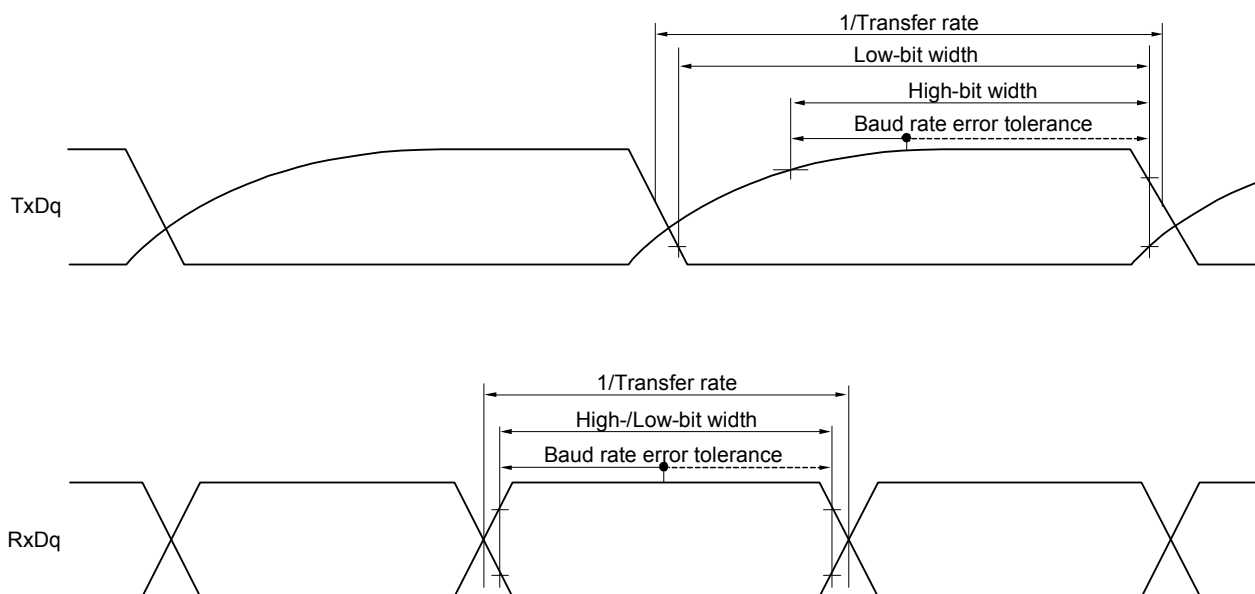 1/Transfer rate
Low-bit width
High-bit width
Baud rate error tolerance
TxDq
1/Transfer rate
High-/Low-bit width
Baud rate error tolerance
RxDq